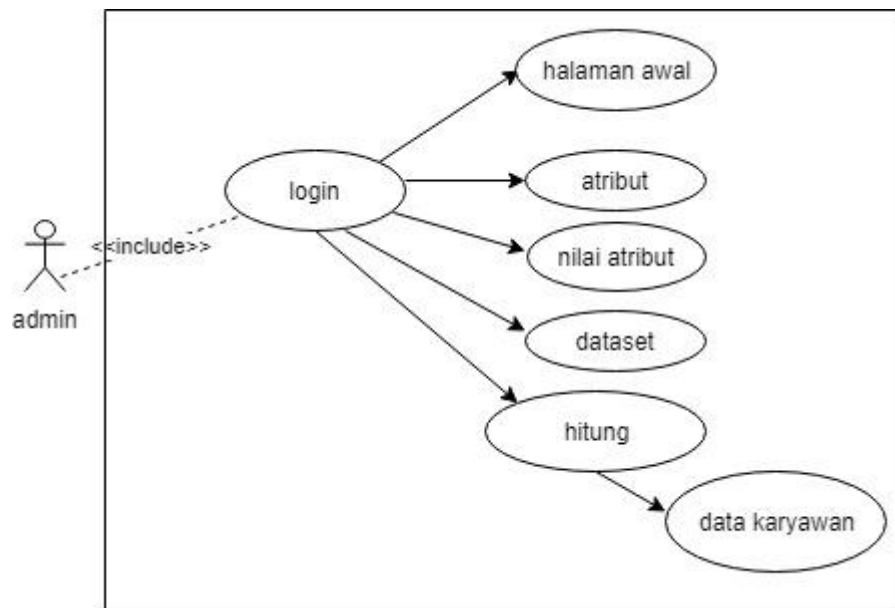 halaman awal
login
atribut
<<include>>
nilai atribut
admin
dataset
hitung
data karyawan